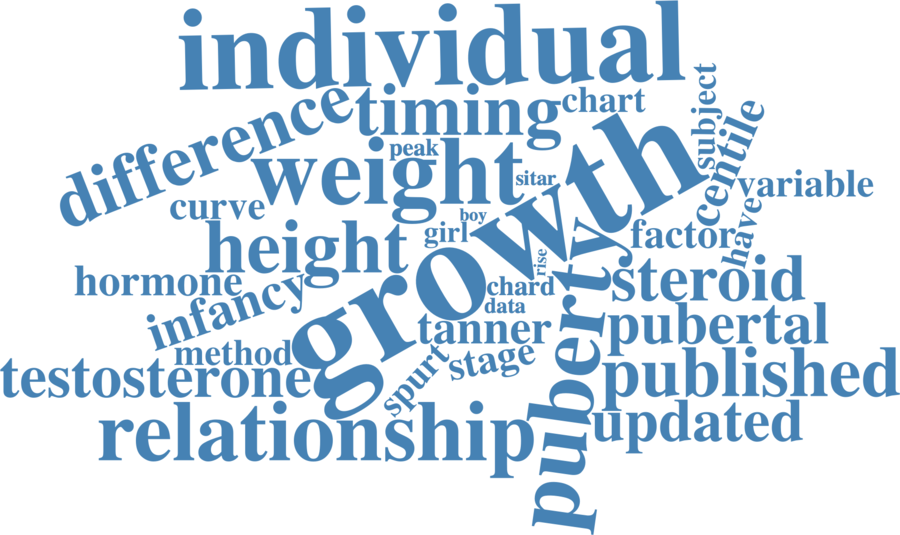 individual
difference
timing
chart
subject
centile
peak
weight
sitar
growth
variable
curve
boy
girl
have
factor
height
rise
hormone
infancy
chard
data
steroid
puberty
tanner
pubertal
method
stage
spurt
testosterone
published
relationship
updated